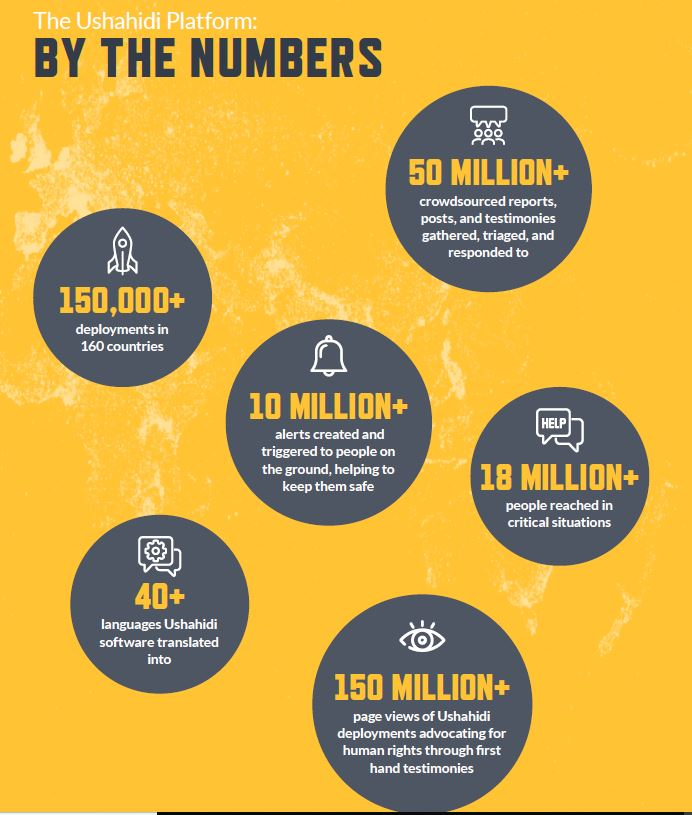 The Ushahidi Platform:
BY THE NUMBERS
50 MILLION+
crowdsourced reports,
posts, and testimonies
gathered, triaged, and
responded to
150,000+
deployments in
160 countries
10 MILLION+
alerts created and
triggered to people on
the ground, helping to
keep them safe
HELP
18 MILLION+
people reached in
critical situations
40+
languages Ushahidi
software translated
into
150 MILLION+
page views of Ushahidi
deployments advocating for
human rights through first
hand testimonies